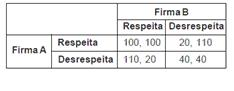 Firma B
Respeita Desrespeita
Firma A Respeita 100, 100 20, 110
Desrespeita 110, 20 40, 40